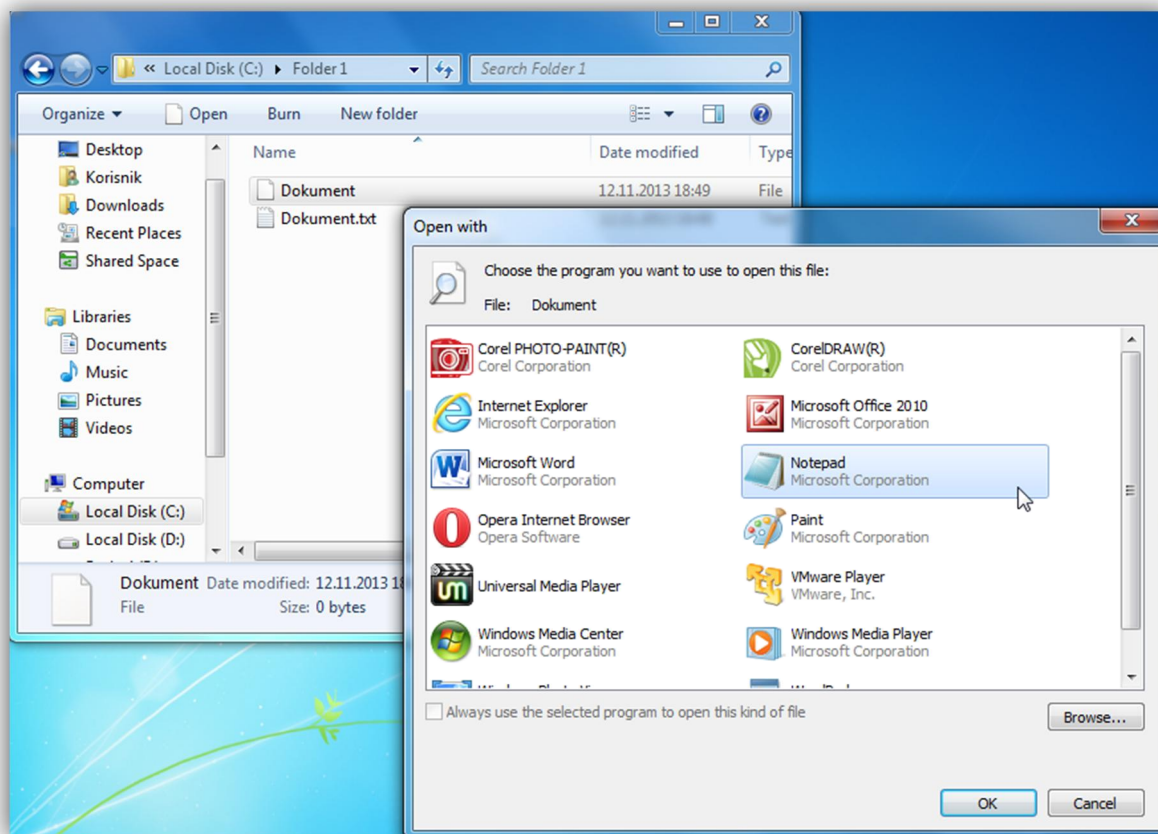 « Local Disk (C:) ▸ Folder1
Search Folder 1
Organize Open Burn New folder
Desktop
Korisnik
Downloads
Recent Places
Shared Space
Libraries
Documents
Music
Pictures
Videos
Computer
Local Disk (C:)
Local Disk (D:)
Name Date modified Type
Dokument 12.11.2013 18:49 File
Dokument.txt
Dokument Date modified: 12.11.2013 18
File Size: 0 bytes
Open with
Choose the program you want to use to open this file:
File: Dokument
Corel PHOTO-PAINT(R)
Corel Corporation
CorelDRAW(R)
Corel Corporation
Internet Explorer
Microsoft Corporation
Microsoft Office 2010
Microsoft Corporation
Microsoft Word
Microsoft Corporation
Notepad
Microsoft Corporation
Opera Internet Browser
Opera Software
Paint
Microsoft Corporation
Universal Media Player
VMware Player
VMware, Inc.
Windows Media Center
Microsoft Corporation
Windows Media Player
Microsoft Corporation
Always use the selected program to open this kind of file
Browse...
OK
Cancel